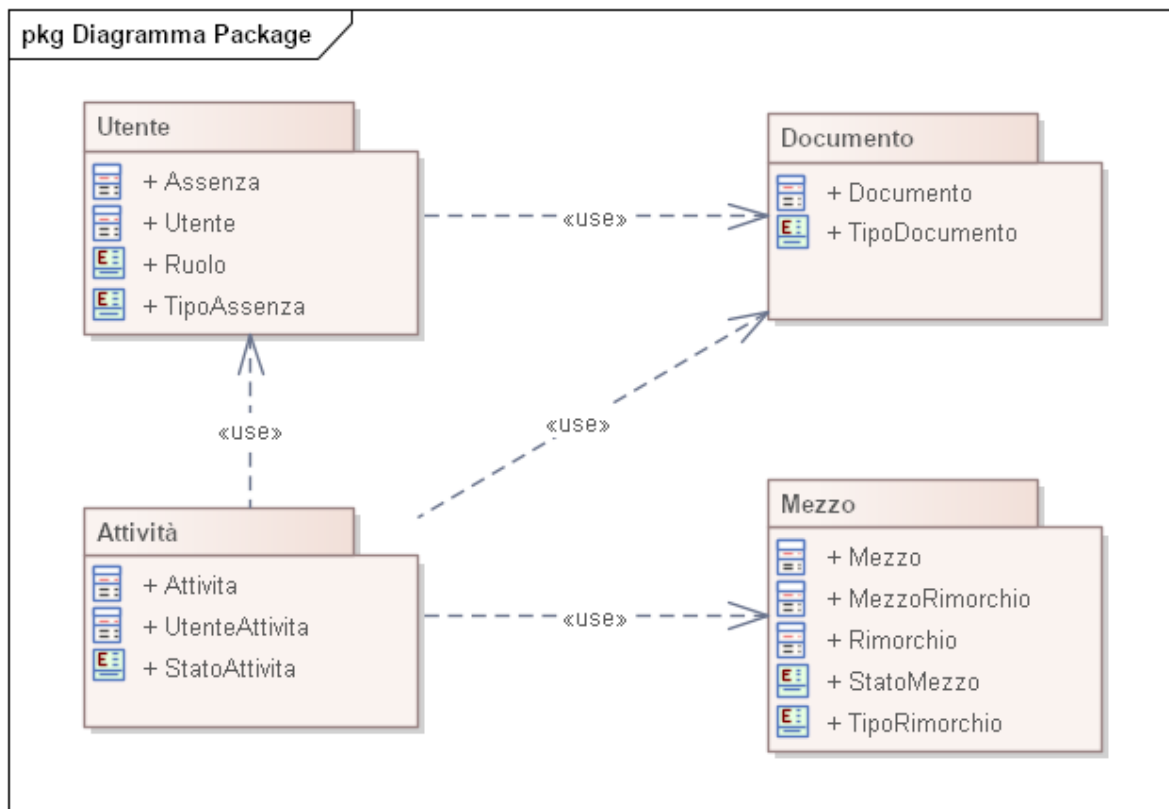 pkg Diagramma Package
Utente
+ Assenza
+ Utente
+ Ruolo
+ TipoAssenza
«use»
Documento
+ Documento
+ TipoDocumento
«use»
«use»
Attività
+ Attivita
+ UtenteAttivita
+ StatoAttivita
«use»
Mezzo
+ Mezzo
+ MezzoRimorchio
+ Rimorchio
+ StatoMezzo
+ TipoRimorchio